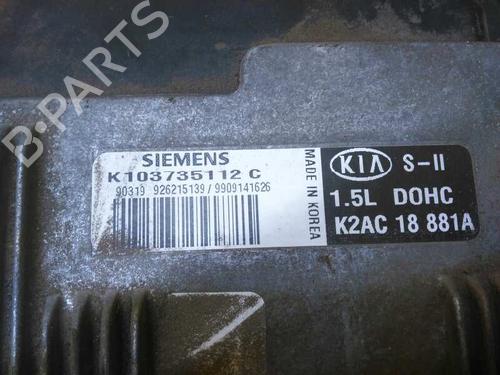 SIEMENS
K103735112 C
90319 926215139 / 9909141626
MADE IN KOREA
KIA S-II
1.5L DOHC
K2AC 18 881A
B-PARTS